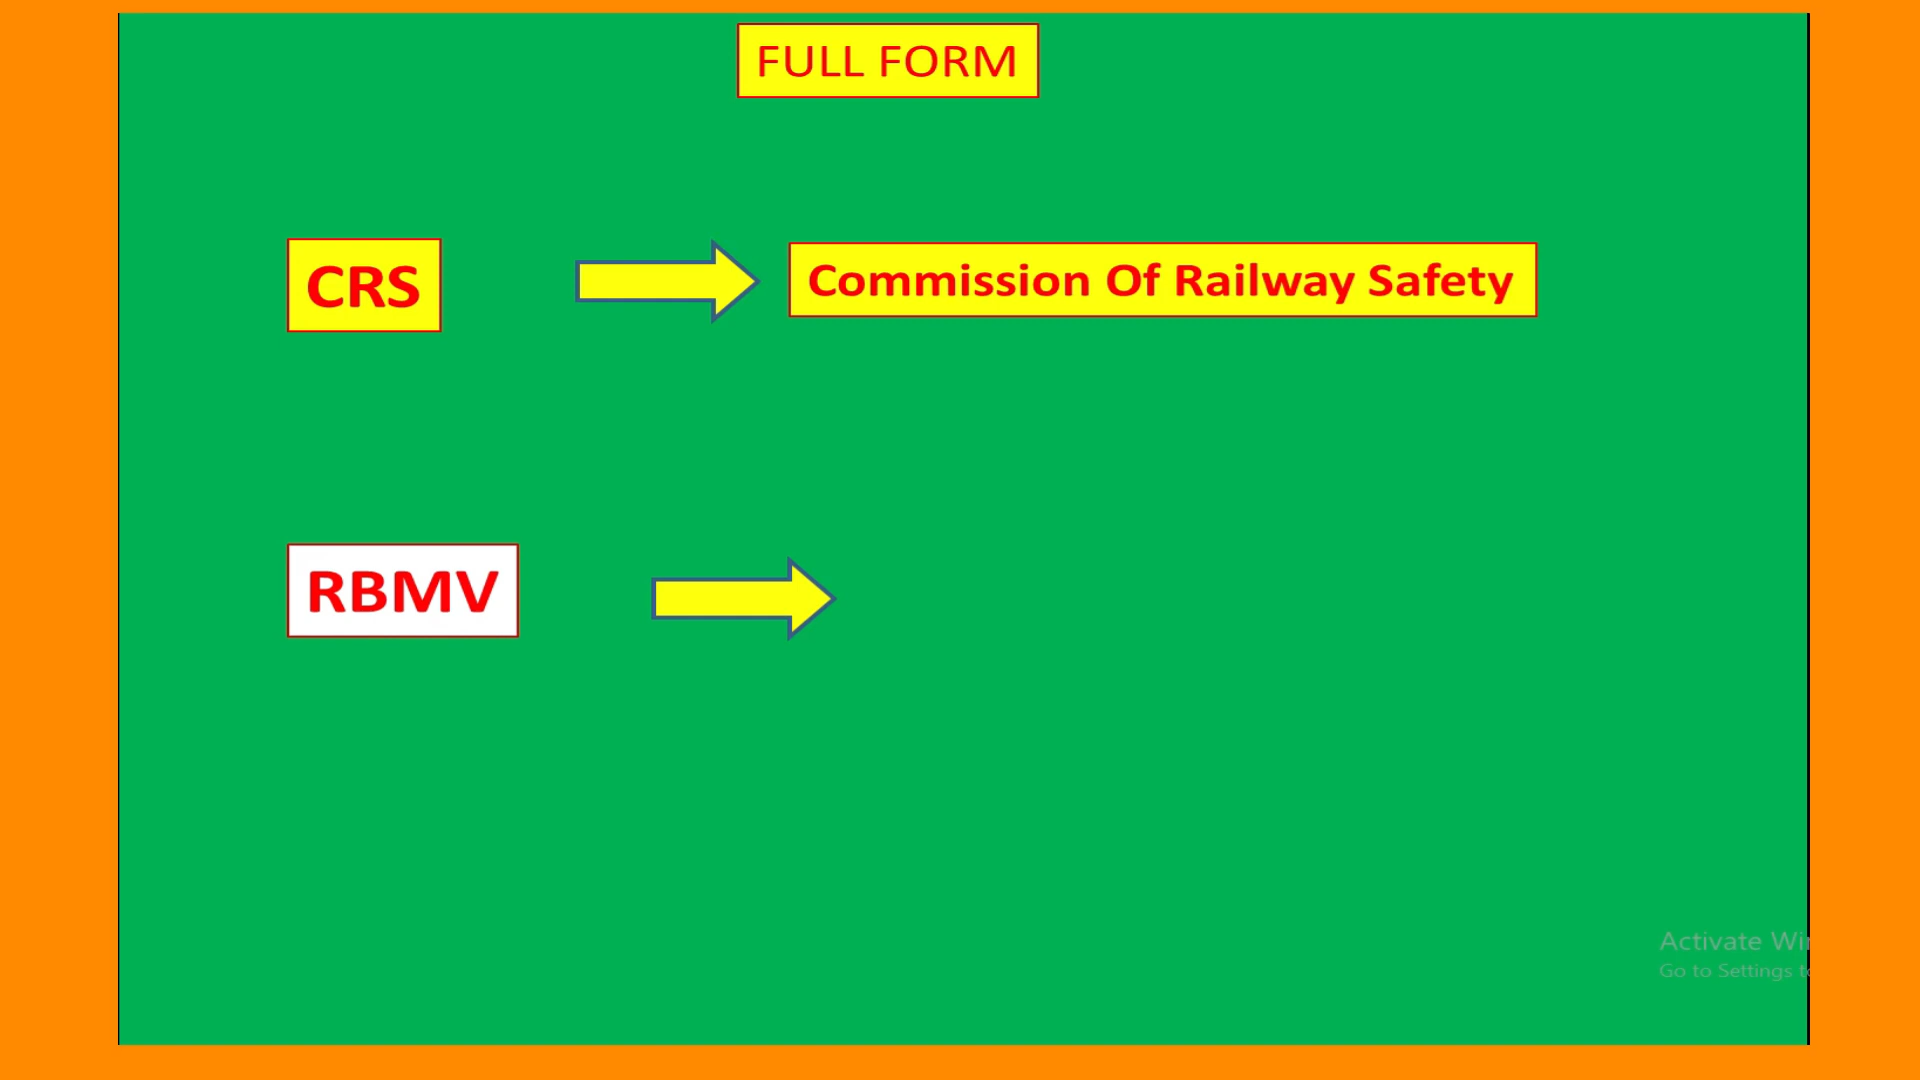 FULL FORM
CRS
Commission Of Railway Safety
RBMV
Activate Wi
Go to Settings t